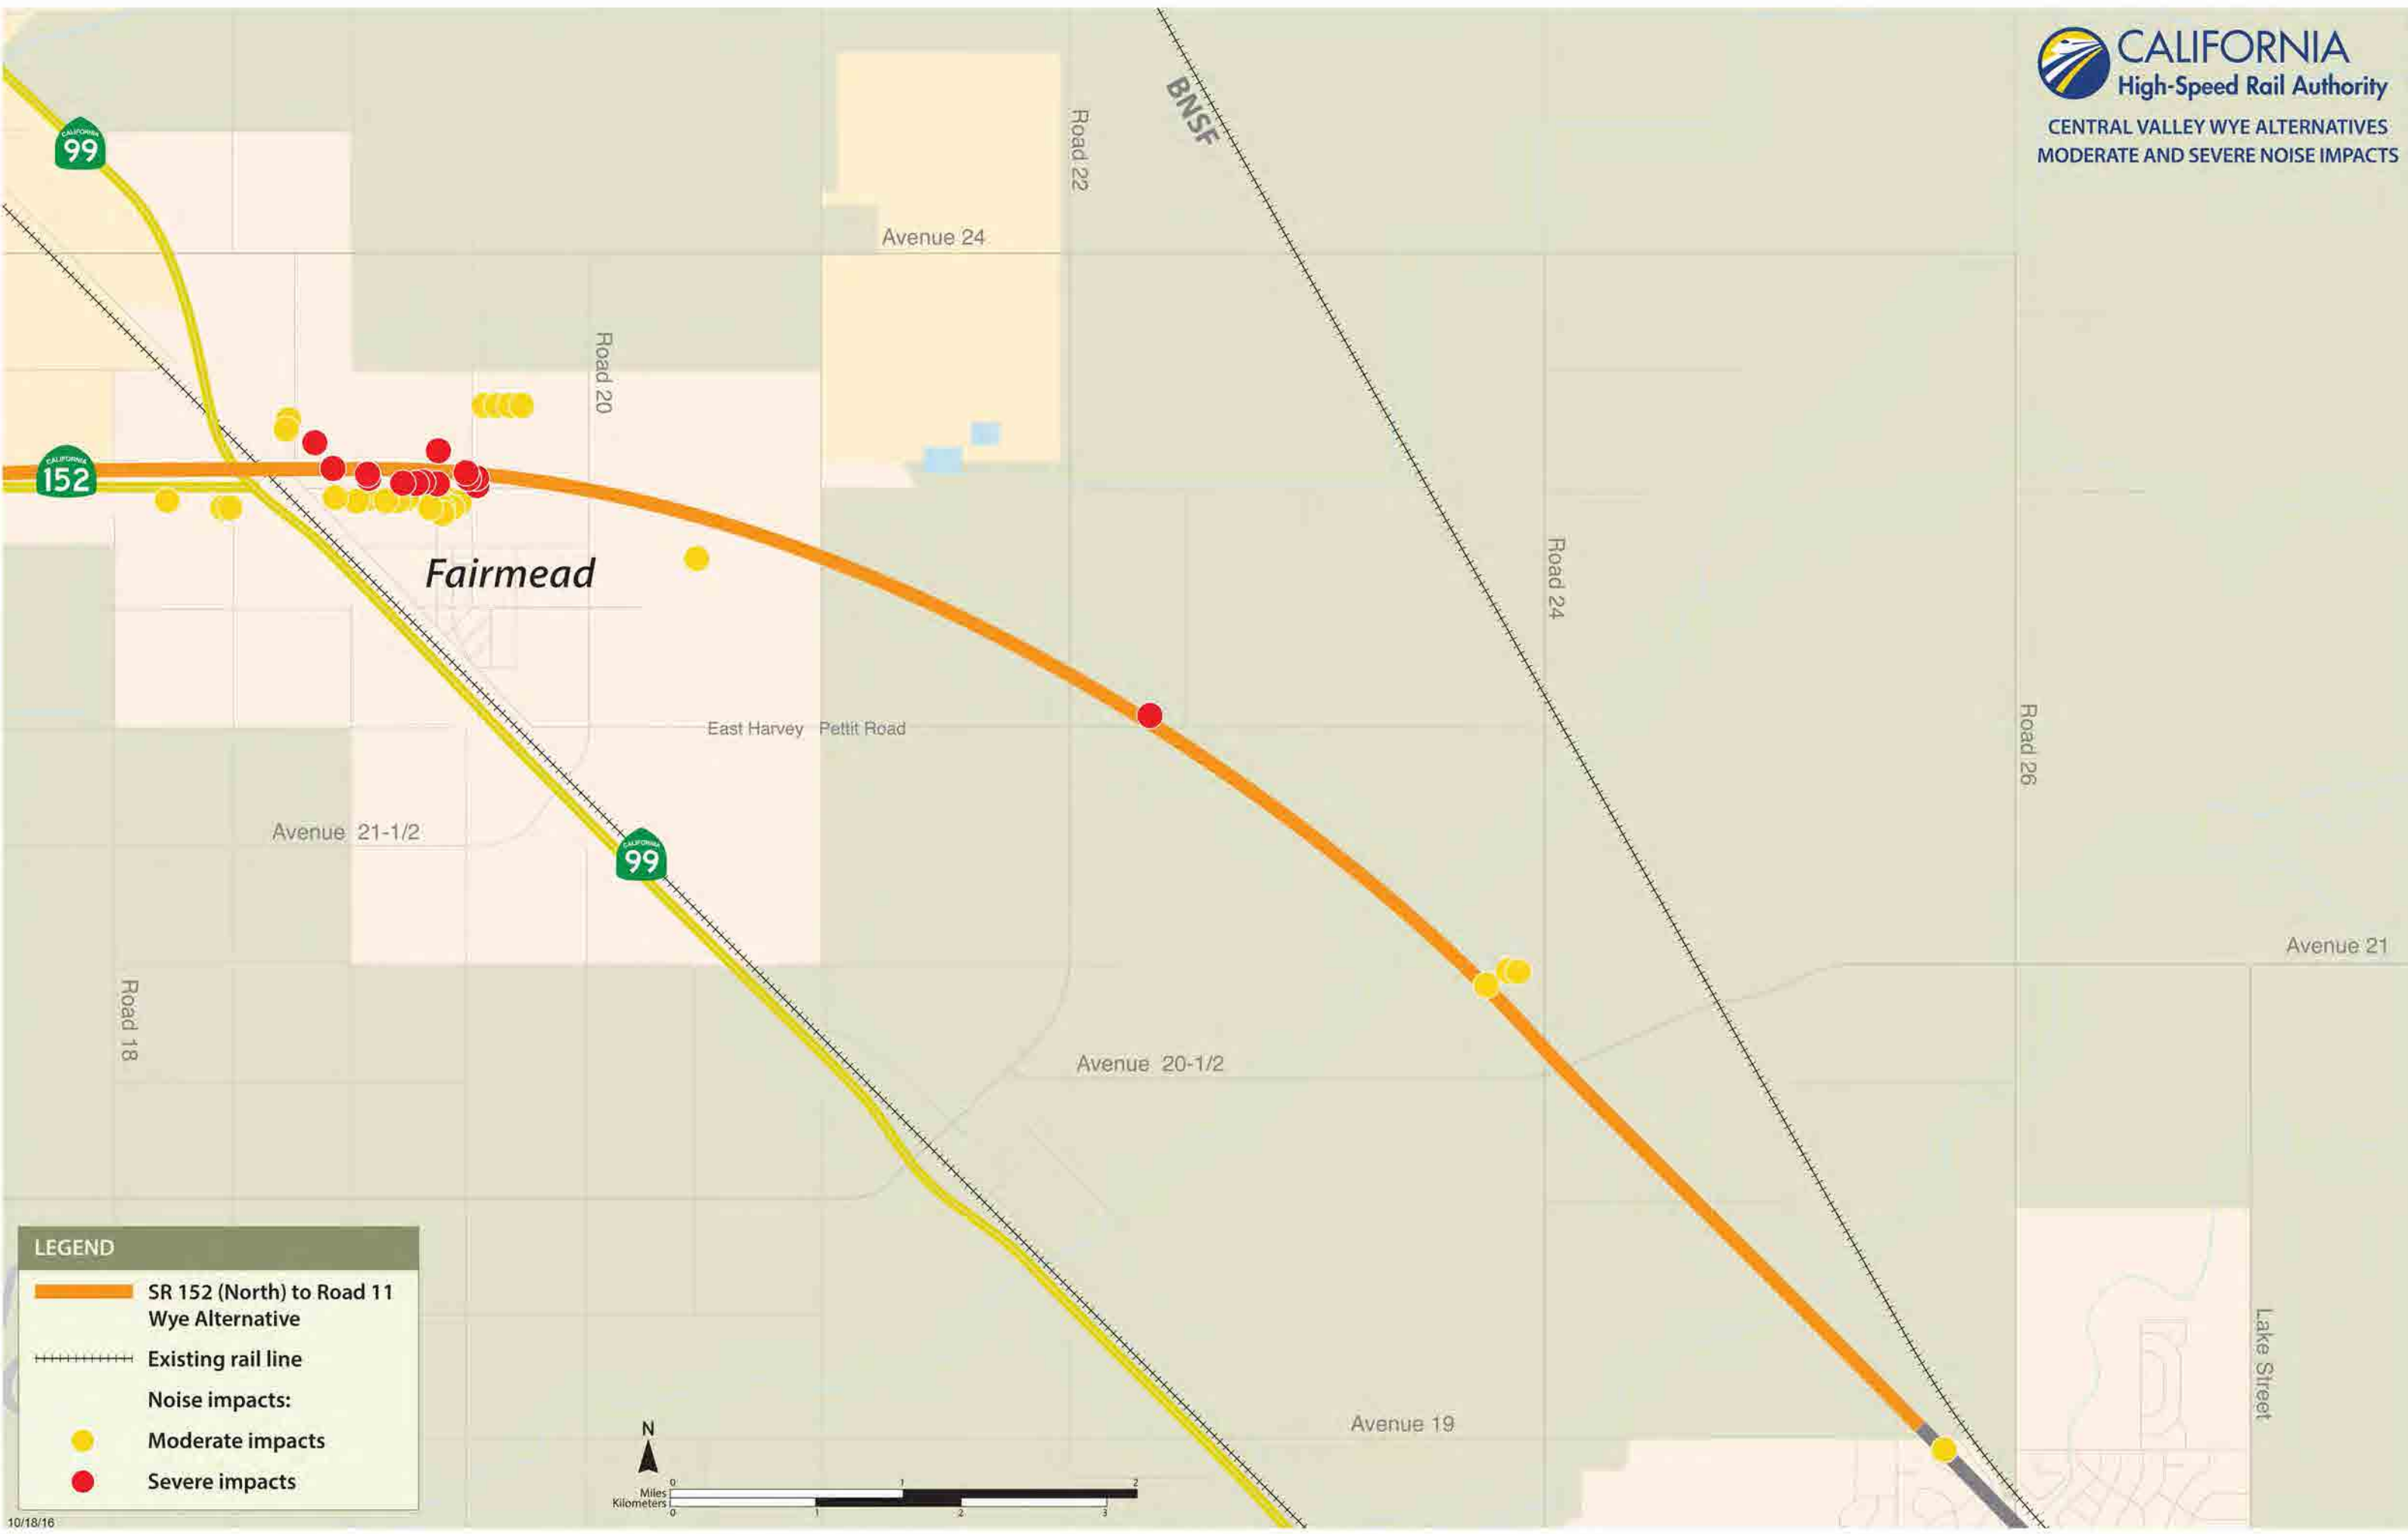 CALIFORNIA
High-Speed Rail Authority
CENTRAL VALLEY WYE ALTERNATIVES
MODERATE AND SEVERE NOISE IMPACTS
BNSF
Road 22
CALIFORNIA
99
Avenue 24
Road 20
CALIFORNIA
152
Fairmead
Road 24
East Harvey Pettit Road
Road 26
Avenue 21-1/2
CALIFORNIA
99
Avenue 21
Road 18
Avenue 20-1/2
Lake Street
Avenue 19
LEGEND
SR 152 (North) to Road 11
Wye Alternative
Existing rail line
Noise impacts:
Moderate impacts
Severe impacts
N
0 1 2
Miles
Kilometers
0 1 2 3
10/18/16